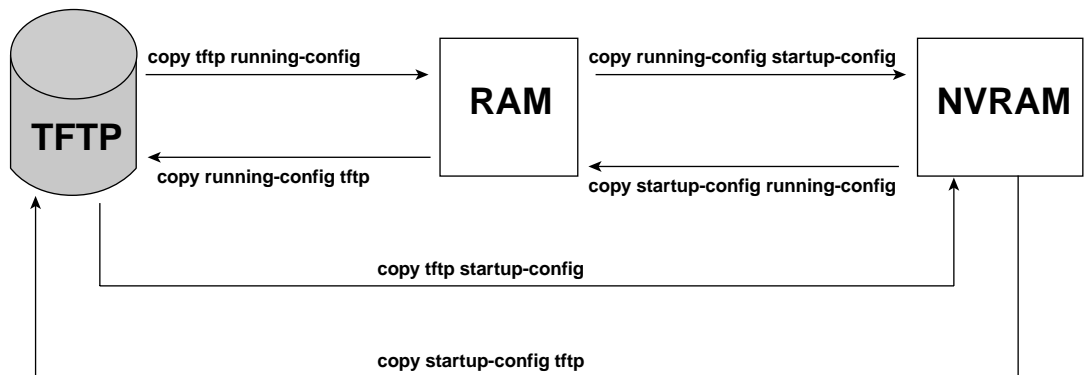 copy tftp running-config
copy running-config startup-config
TFTP
RAM
NVRAM
copy running-config tftp
copy startup-config running-config
copy tftp startup-config
copy startup-config tftp